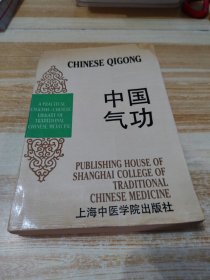 CHINESE QIGONG
A PRACTICAL
ENGLISH-CHINESE
LIBRARY OF
TRADITIONAL
CHINESE MEDICINE
中国
气功
PUBLISHING HOUSE OF
SHANGHAI COLLEGE OF
TRADITIONAL
CHINESE MEDICINE
上海中医学院出版社